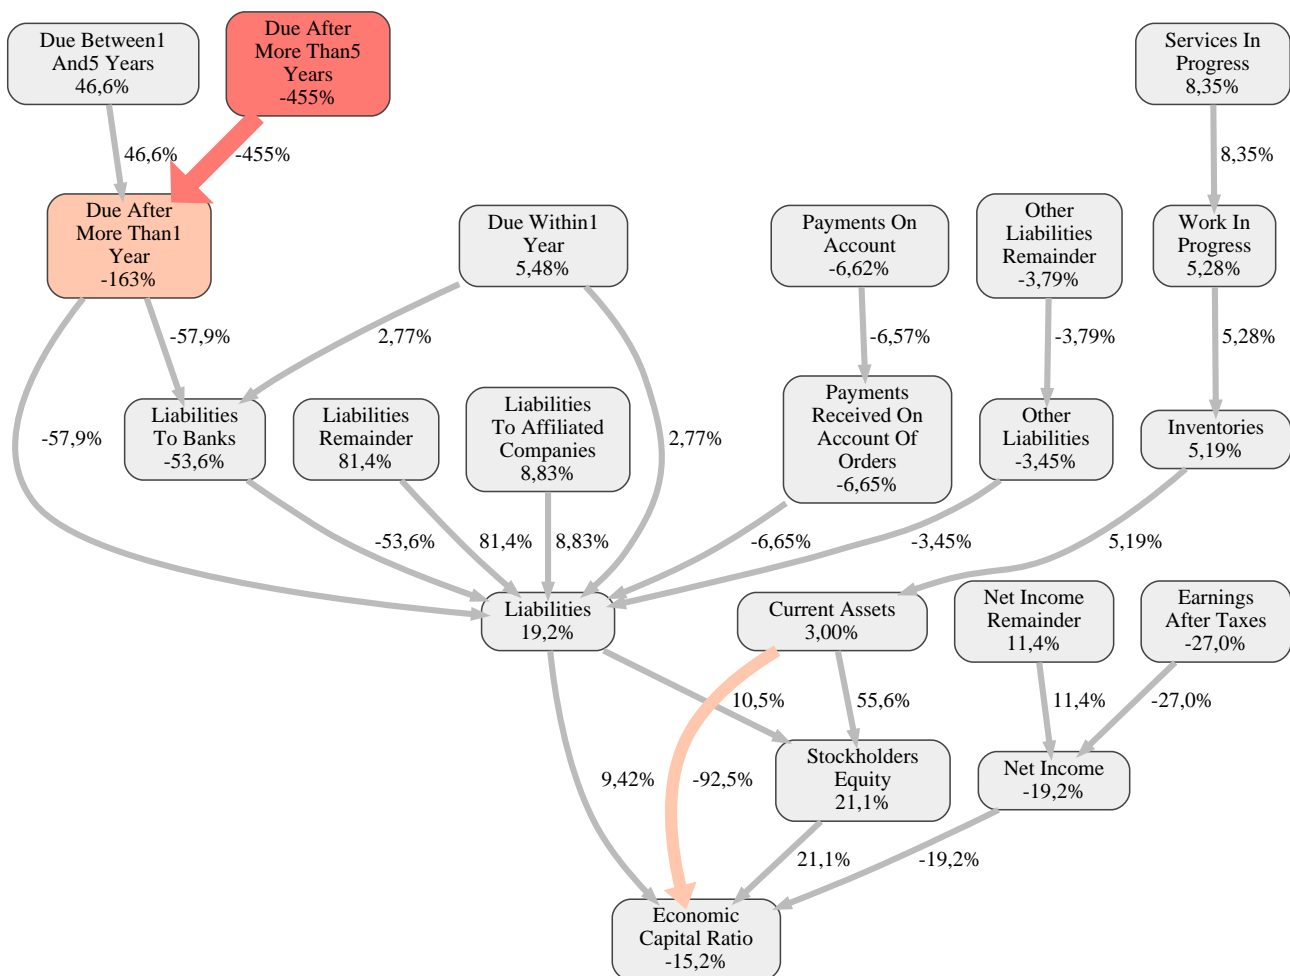 Due Between1
And5 Years
46,6%
Due After
More Than5
Years
-455%
Services In
Progress
8,35%
46,6%
-455%
8,35%
Due After
More Than1
Year
-163%
Due Within1
Year
5,48%
Payments On
Account
-6,62%
Other
Liabilities
Remainder
-3,79%
Work In
Progress
5,28%
-57,9%
2,77%
-6,57%
-3,79%
5,28%
-57,9%
Liabilities
To Banks
-53,6%
Liabilities
Remainder
81,4%
Liabilities
To Affiliated
Companies
8,83%
2,77%
Payments
Received On
Account Of
Orders
-6,65%
Other
Liabilities
-3,45%
Inventories
5,19%
-53,6%
81,4%
8,83%
-6,65%
-3,45%
5,19%
Liabilities
19,2%
Current Assets
3,00%
Net Income
Remainder
11,4%
Earnings
After Taxes
-27,0%
10,5%
55,6%
11,4%
-27,0%
9,42%
-92,5%
Stockholders
Equity
21,1%
Net Income
-19,2%
21,1%
-19,2%
Economic
Capital Ratio
-15,2%